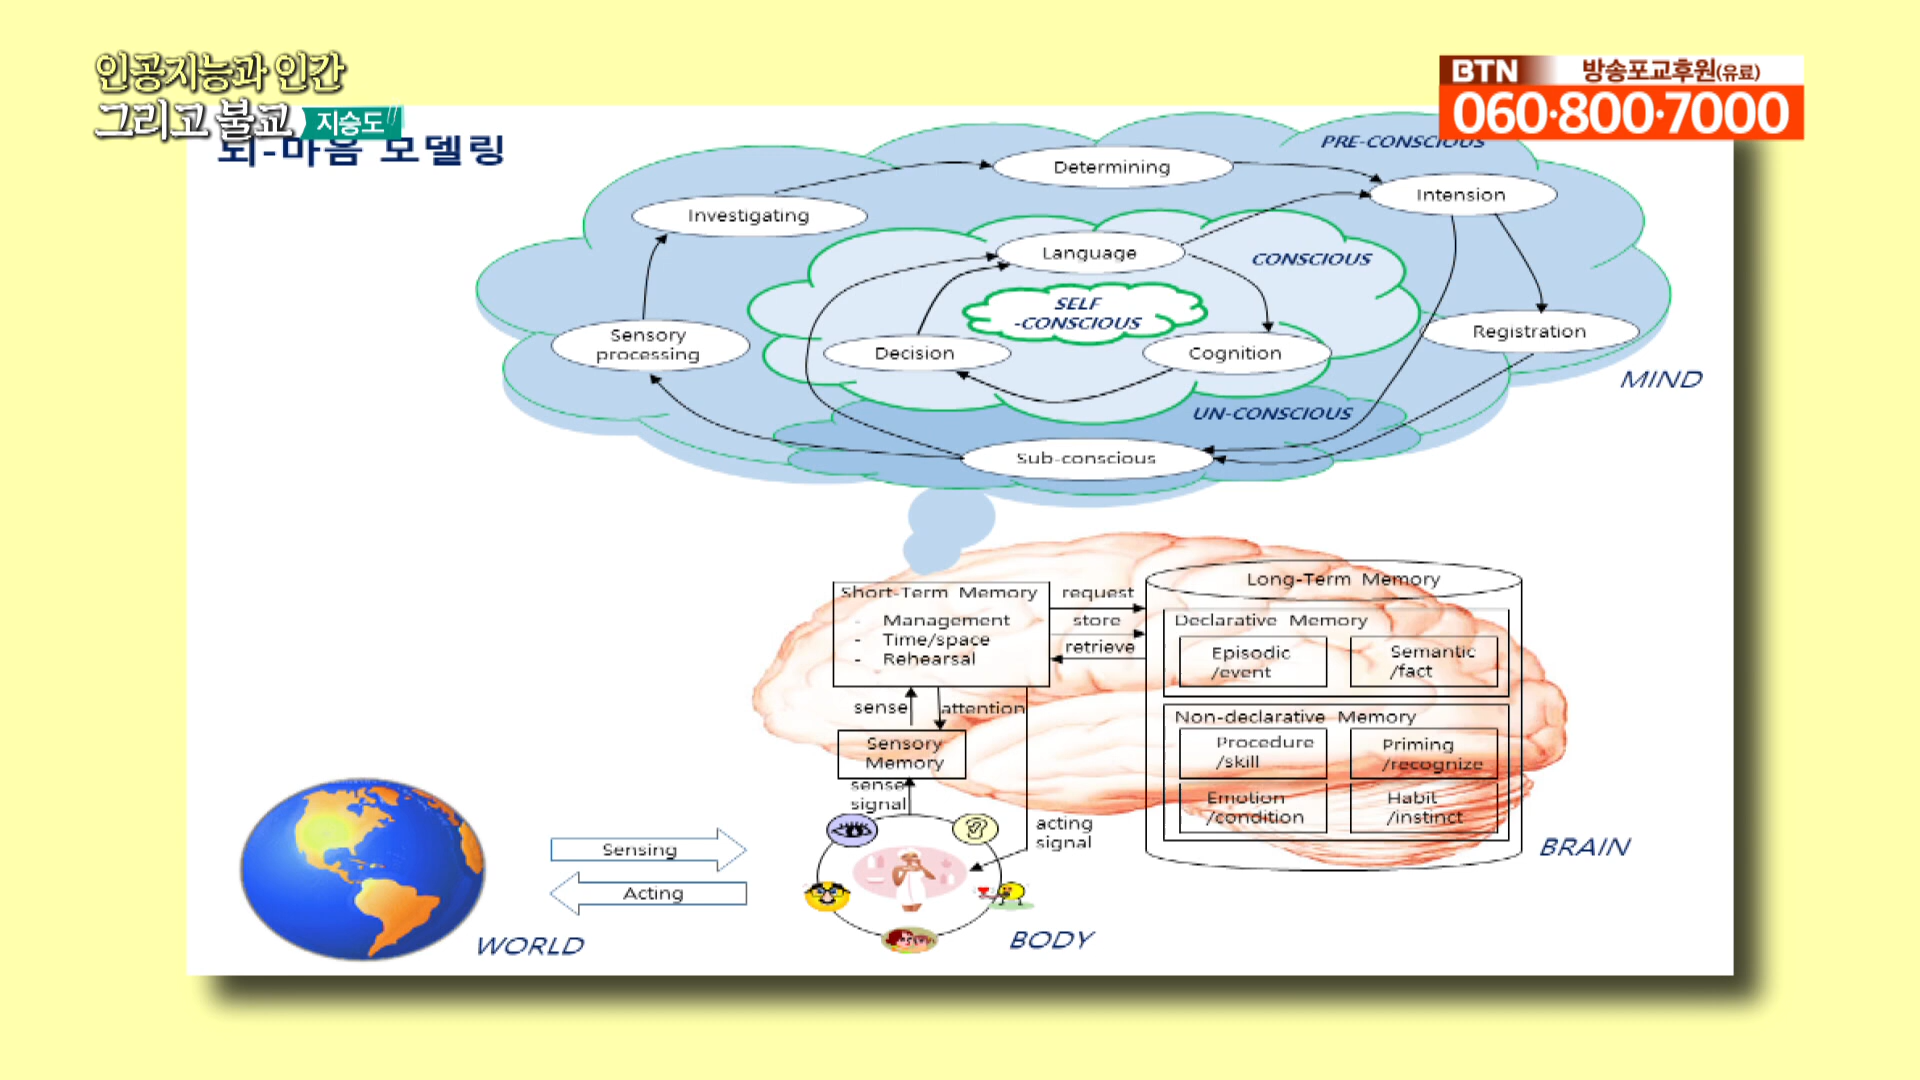 인공지능과 인간
그리고 불교 지승도
BTN 방송포교후원(유료)
060·800·7000
뇌-마음 모델링
PRE-CONSCIOUS
Determining
Intension
Investigating
Language
CONSCIOUS
SELF
-CONSCIOUS
Sensory
processing
Decision
Cognition
Registration
MIND
UN-CONSCIOUS
Sub-conscious
Short-Term Memory
- Management
- Time/space
- Rehearsal
request
store
retrieve
Long-Term Memory
Declarative Memory
Episodic
/event
Semantic
/fact
Non-declarative Memory
Procedure
/skill
Priming
/recognize
Emotion
/condition
Habit
/instinct
sense
attention
Sensory
Memory
sense
signal
acting
signal
BRAIN
Sensing
Acting
WORLD
BODY